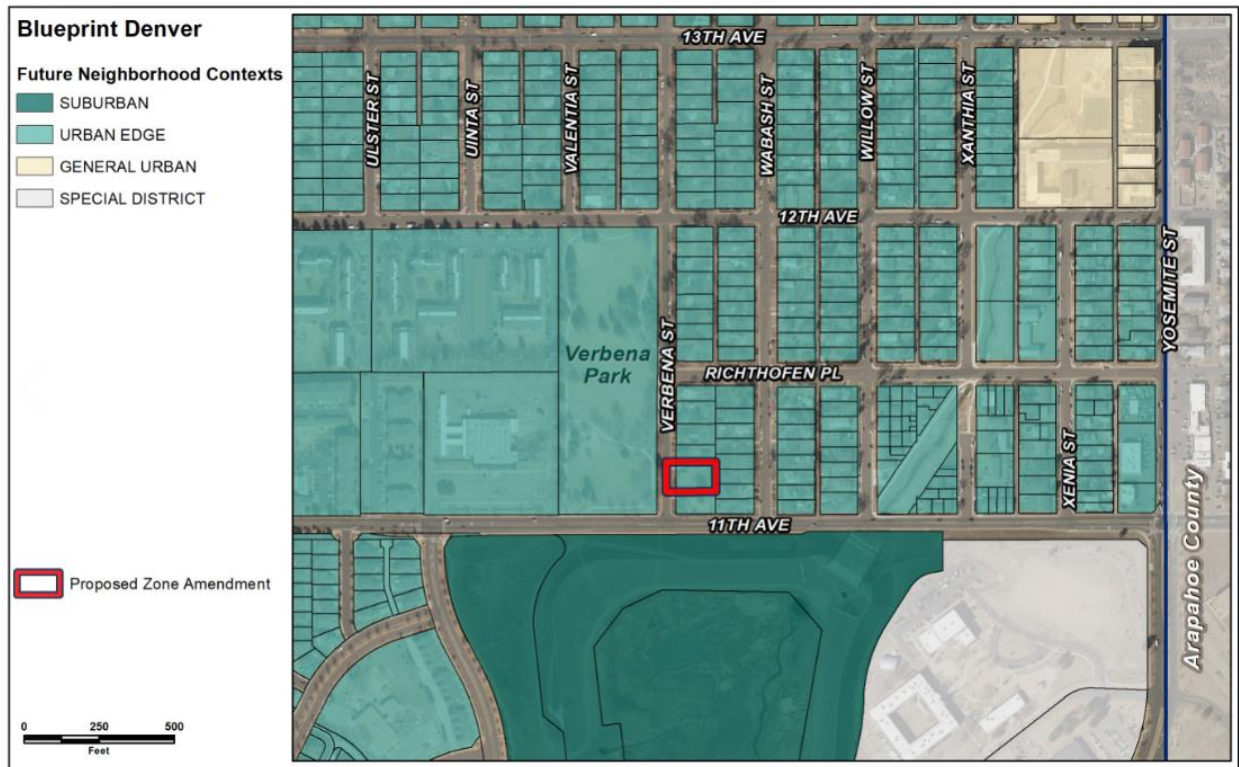 Blueprint Denver
Future Neighborhood Contexts
SUBURBAN
URBAN EDGE
GENERAL URBAN
SPECIAL DISTRICT
Proposed Zone Amendment
0 250 500
Feet
13TH AVE
ULSTER ST
UINTA ST
VALENTIA ST
WABASH ST
WILLOW ST
XANTHIA ST
12TH AVE
YOSEMITE ST
Verbena
Park
VERBENA ST
RICHTHOFEN PL
XENIA ST
11TH AVE
Arapahoe County